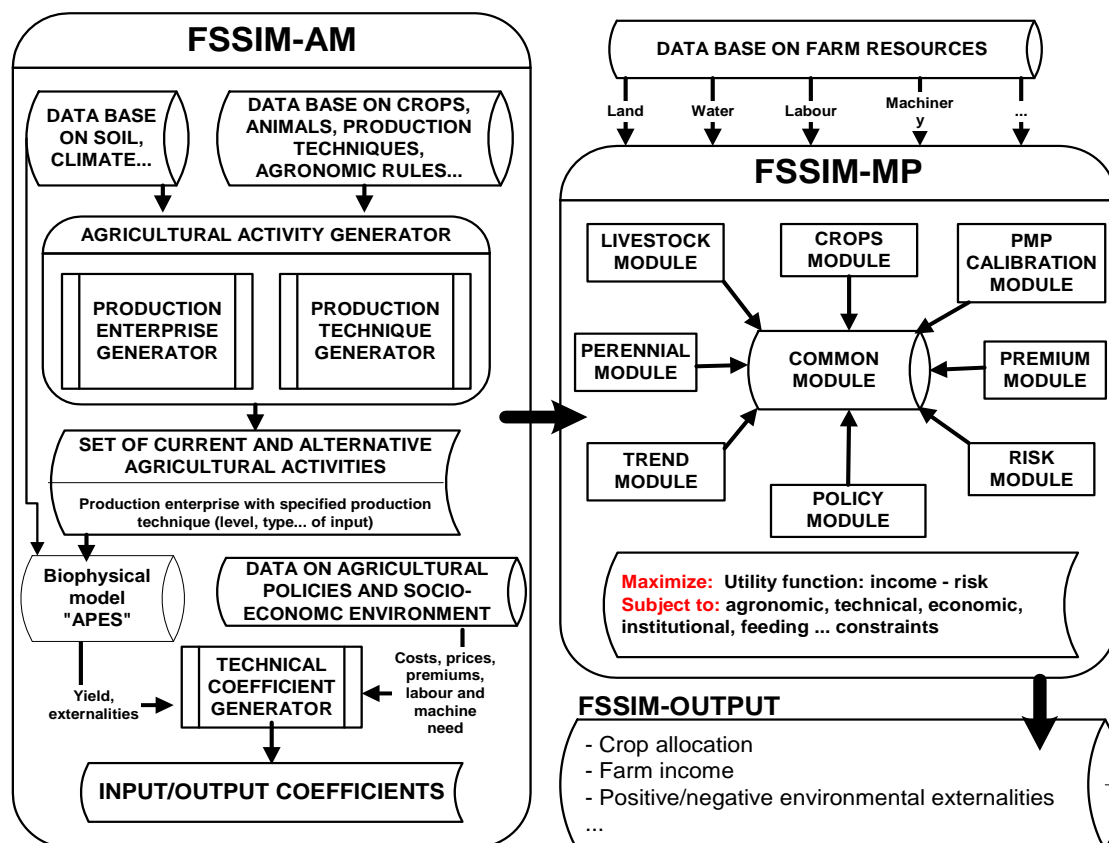 FSSIM-AM
DATA BASE
ON SOIL,
CLIMATE...
DATA BASE ON CROPS,
ANIMALS, PRODUCTION
TECHNIQUES,
AGRONOMIC RULES...
AGRICULTURAL ACTIVITY GENERATOR
PRODUCTION
ENTERPRISE
GENERATOR
PRODUCTION
TECHNIQUE
GENERATOR
SET OF CURRENT AND ALTERNATIVE
AGRICULTURAL ACTIVITIES
Production enterprise with specified production
technique (level, type... of input)
Biophysical
model
"APES"
DATA ON AGRICULTURAL
POLICIES AND SOCIO-
ECONOMC ENVIRONMENT
Yield,
externalities
TECHNICAL
COEFFICIENT
GENERATOR
Costs, prices,
premiums,
labour and
machine
need
INPUT/OUTPUT COEFFICIENTS
DATA BASE ON FARM RESOURCES
Land
Water
Labour
Machiner
y
...
FSSIM-MP
LIVESTOCK
MODULE
CROPS
MODULE
PMP
CALIBRATION
MODULE
PERENNIAL
MODULE
COMMON
MODULE
PREMIUM
MODULE
TREND
MODULE
POLICY
MODULE
RISK
MODULE
Maximize: Utility function: income - risk
Subject to: agronomic, technical, economic,
institutional, feeding ... constraints
FSSIM-OUTPUT
- Crop allocation
- Farm income
- Positive/negative environmental externalities
...